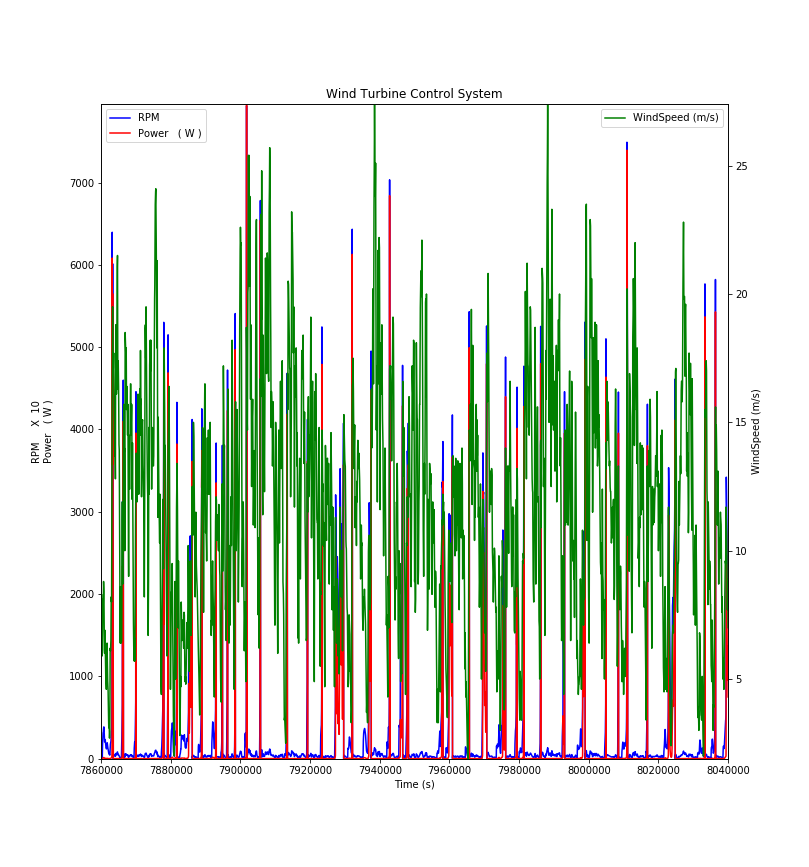 Wind Turbine Control System
RPM
Power ( W )
WindSpeed (m/s)
7000
6000
5000
4000
3000
2000
1000
0
RPM X 10
Power ( W )
25
20
15
10
5
WindSpeed (m/s)
7860000 7880000 7900000 7920000 7940000 7960000 7980000 8000000 8020000 8040000
Time (s)